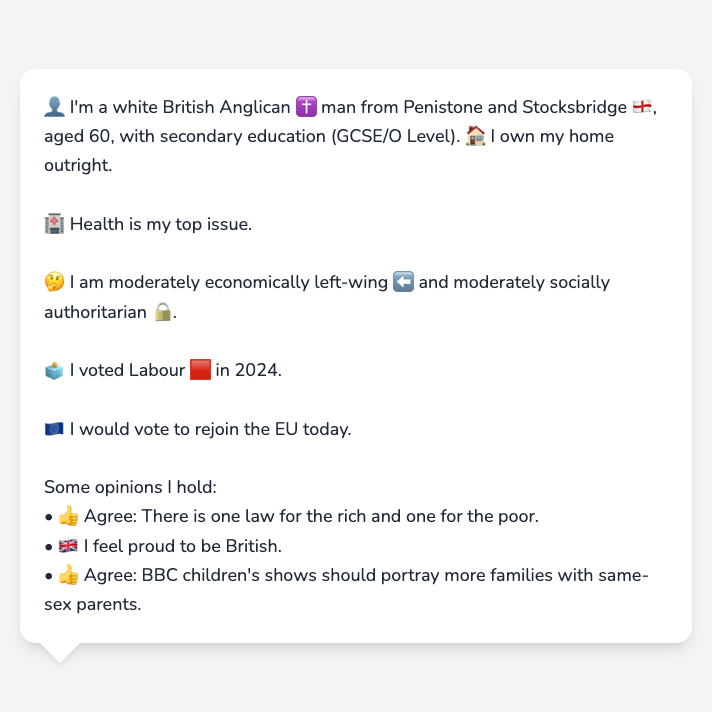 👤 I'm a white British Anglican ✝️ man from Penistone and Stocksbridge 🏴󠁧󠁢󠁥󠁮󠁧󠁿,
aged 60, with secondary education (GCSE/O Level). 🏠 I own my home
outright.
🏥 Health is my top issue.
🤔 I am moderately economically left-wing ⬅️ and moderately socially
authoritarian 🔒.
🗳️ I voted Labour 🟥 in 2024.
🇪🇺 I would vote to rejoin the EU today.
Some opinions I hold:
• 👍 Agree: There is one law for the rich and one for the poor.
• 🇬🇧 I feel proud to be British.
• 👍 Agree: BBC children's shows should portray more families with same-
sex parents.